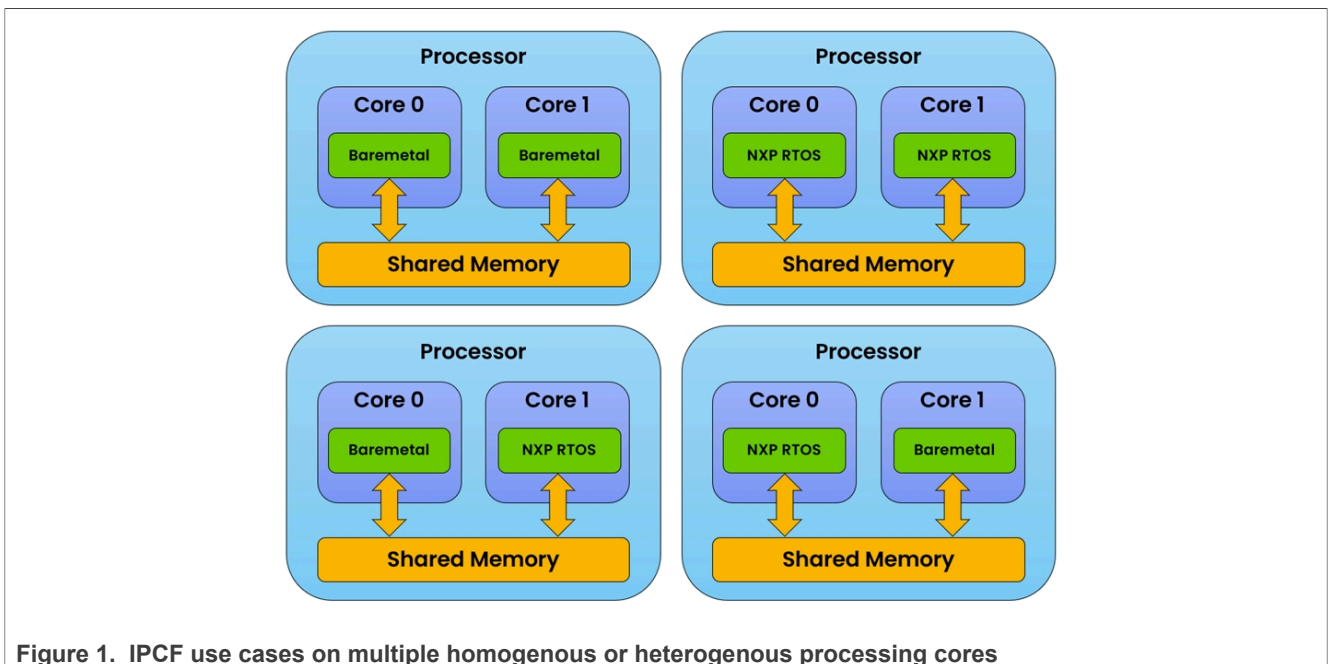 Processor
Core 0
Core 1
Baremetal
Baremetal
Shared Memory
Processor
Core 0
Core 1
NXP RTOS
NXP RTOS
Shared Memory
Processor
Core 0
Core 1
Baremetal
NXP RTOS
Shared Memory
Processor
Core 0
Core 1
NXP RTOS
Baremetal
Shared Memory
Figure 1. IPCF use cases on multiple homogenous or heterogenous processing cores